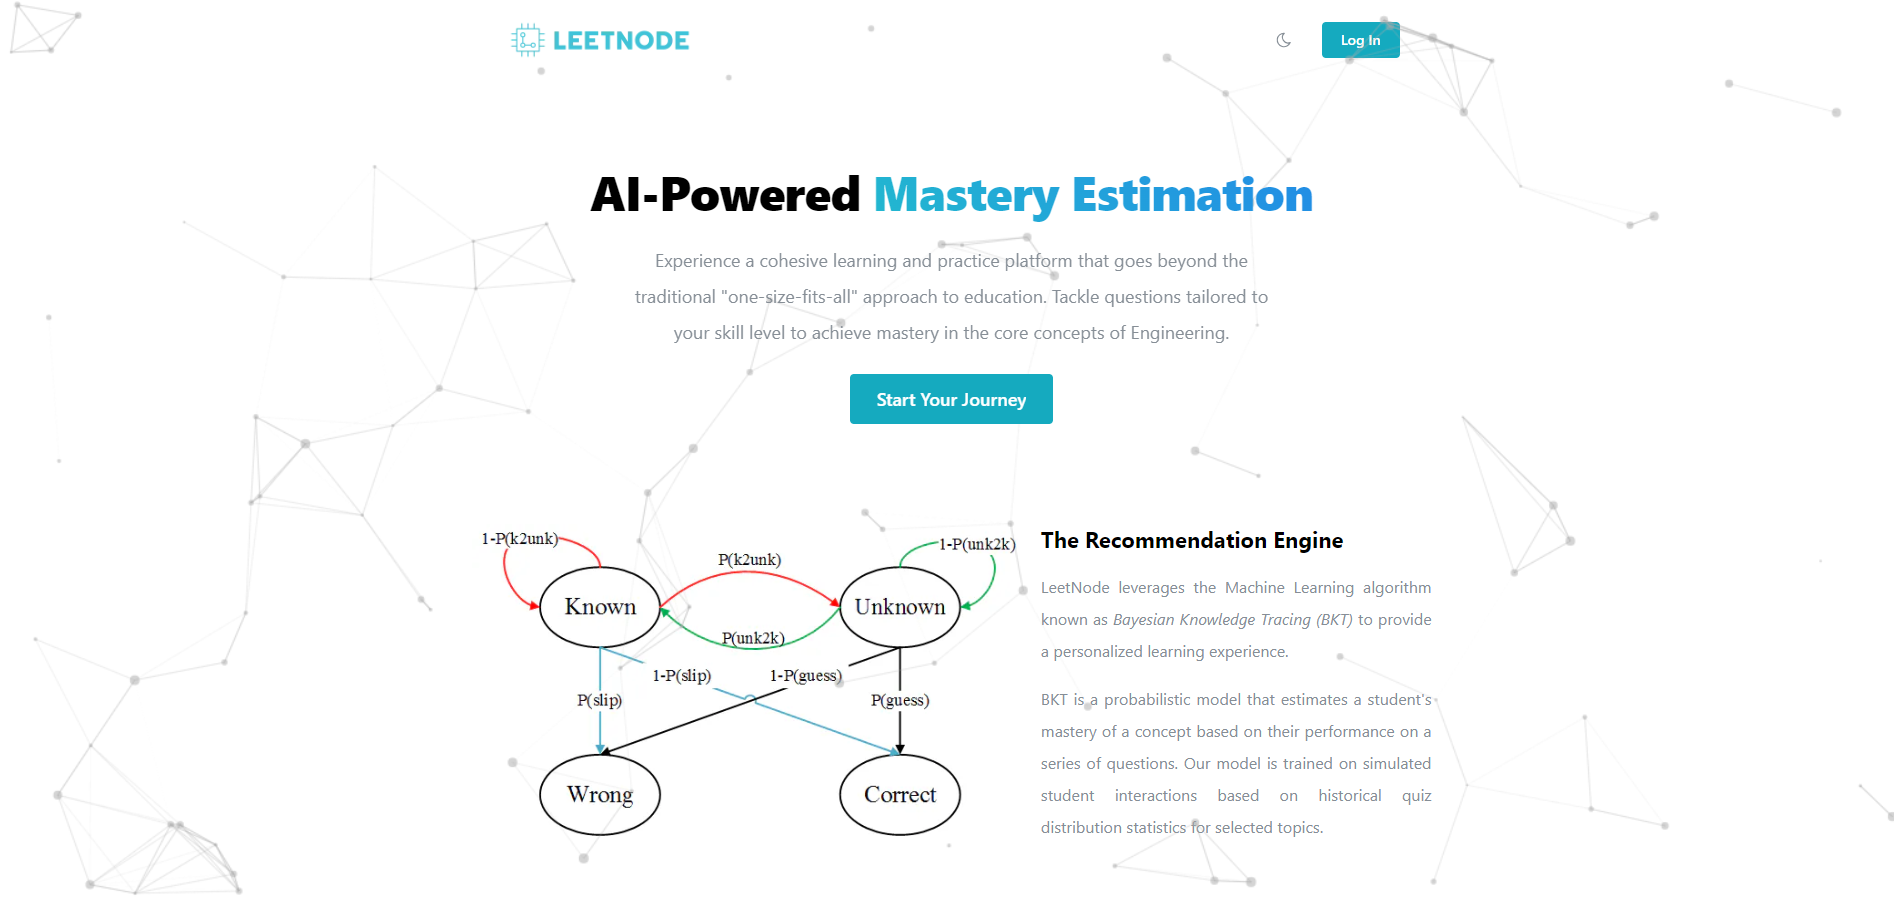 LEETNODE
Log In
AI-Powered Mastery Estimation
Experience a cohesive learning and practice platform that goes beyond the
traditional "one-size-fits-all" approach to education. Tackle questions tailored to
your skill level to achieve mastery in the core concepts of Engineering.
Start Your Journey
1-P(k2unk)
P(k2unk)
1-P(unk2k)
Known
Unknown
P(unk2k)
1-P(slip)
1-P(guess)
P(slip)
P(guess)
Wrong
Correct
The Recommendation Engine
LeetNode leverages the Machine Learning algorithm
known as Bayesian Knowledge Tracing (BKT) to provide
a personalized learning experience.
BKT is a probabilistic model that estimates a student's
mastery of a concept based on their performance on a
series of questions. Our model is trained on simulated
student interactions based on historical quiz
distribution statistics for selected topics.